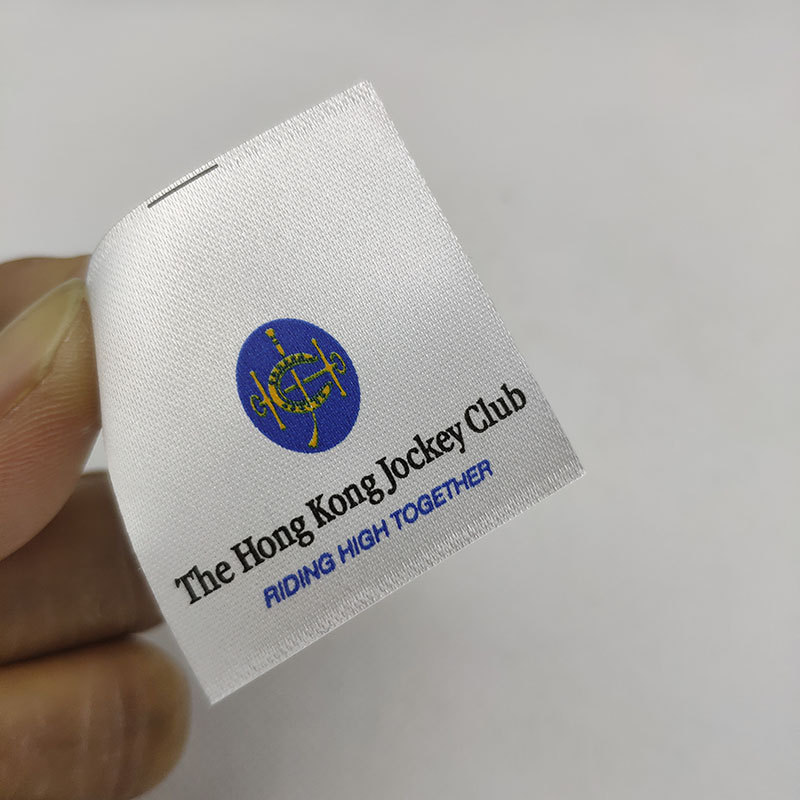 The Hong Kong Jockey Club
RIDING HIGH TOGETHER